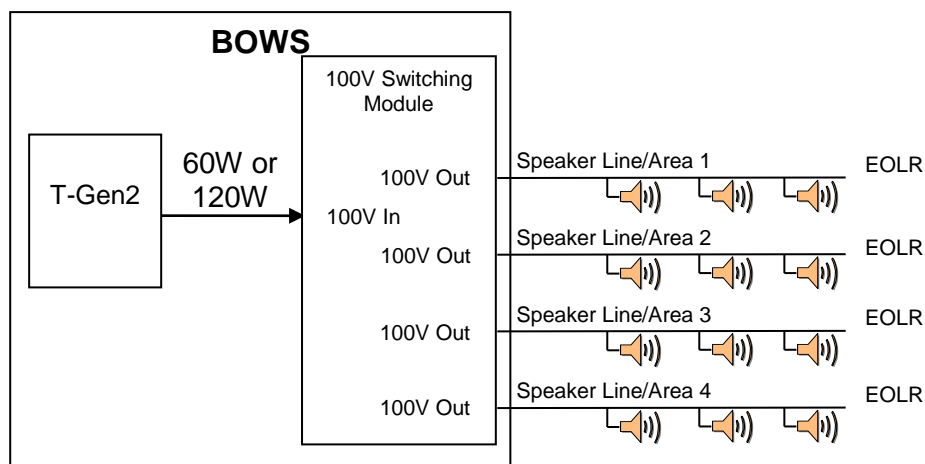 BOWS
100V Switching
Module
T-Gen2
60W or
120W
100V In
100V Out
Speaker Line/Area 1
EOLR
100V Out
Speaker Line/Area 2
EOLR
100V Out
Speaker Line/Area 3
EOLR
100V Out
Speaker Line/Area 4
EOLR